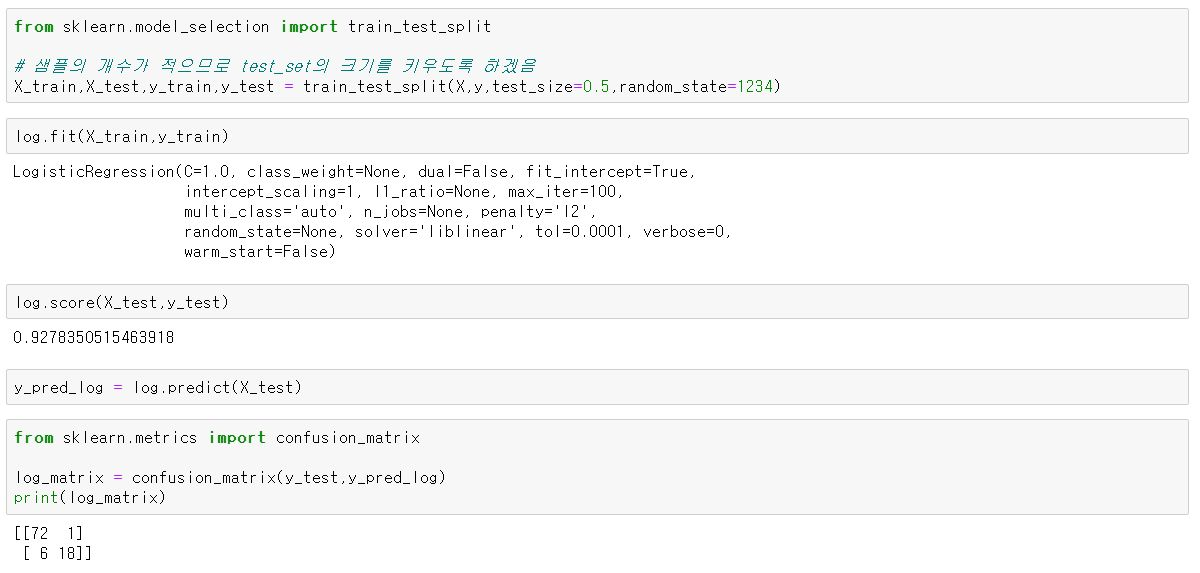 from sklearn.model_selection import train_test_split
# 샘플의 개수가 적으므로 test_set의 크기를 키우도록 하겠음
X_train,X_test,y_train,y_test = train_test_split(X,y,test_size=0.5,random_state=1234)
log.fit(X_train,y_train)
LogisticRegression(C=1.0, class_weight=None, dual=False, fit_intercept=True,
intercept_scaling=1, l1_ratio=None, max_iter=100,
multi_class='auto', n_jobs=None, penalty='l2',
random_state=None, solver='liblinear', tol=0.0001, verbose=0,
warm_start=False)
log.score(X_test,y_test)
0.9278350515463918
y_pred_log = log.predict(X_test)
from sklearn.metrics import confusion_matrix
log_matrix = confusion_matrix(y_test,y_pred_log)
print(log_matrix)
[[72  1]
 [ 6 18]]